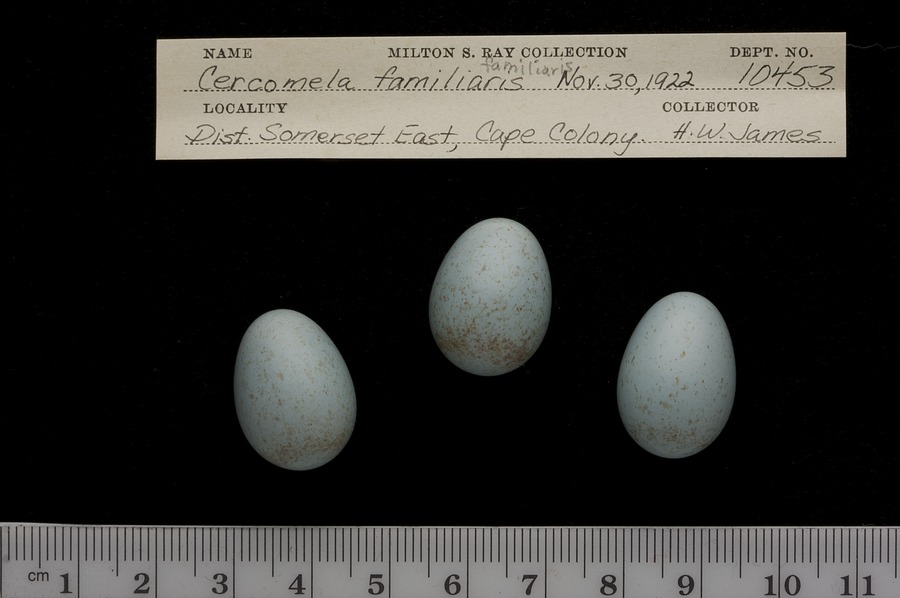 NAME MILTON S. RAY COLLECTION DEPT. NO.
familiaris
Cercomela familiaris Nov. 30, 1922 10453
LOCALITY COLLECTOR
Dist. Somerset East, Cape Colony. H. W. James
cm 1 2 3 4 5 6 7 8 9 10 11